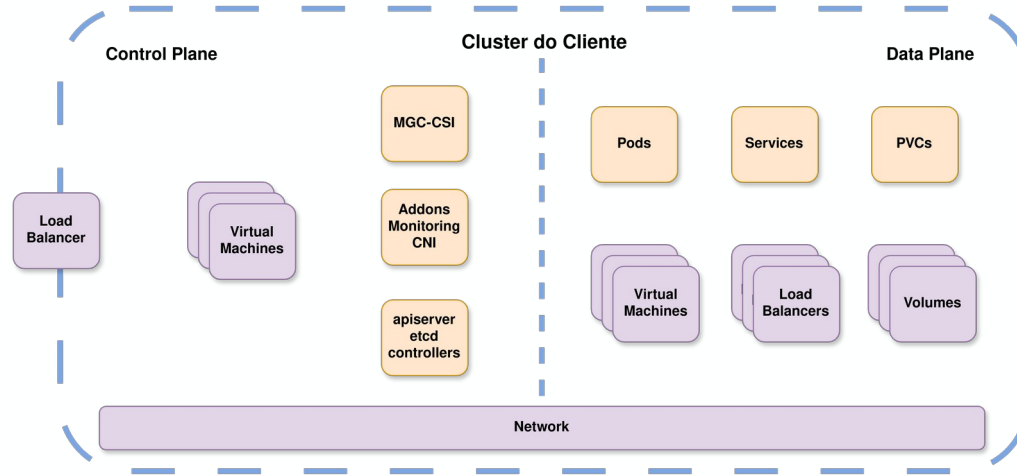 Cluster do Cliente
Control Plane
Data Plane
MGC-CSI
Pods
Services
PVCs
Load
Balancer
Virtual
Machines
Addons
Monitoring
CNI
Virtual
Machines
Load
Balancers
Volumes
apiserver
etcd
controllers
Network